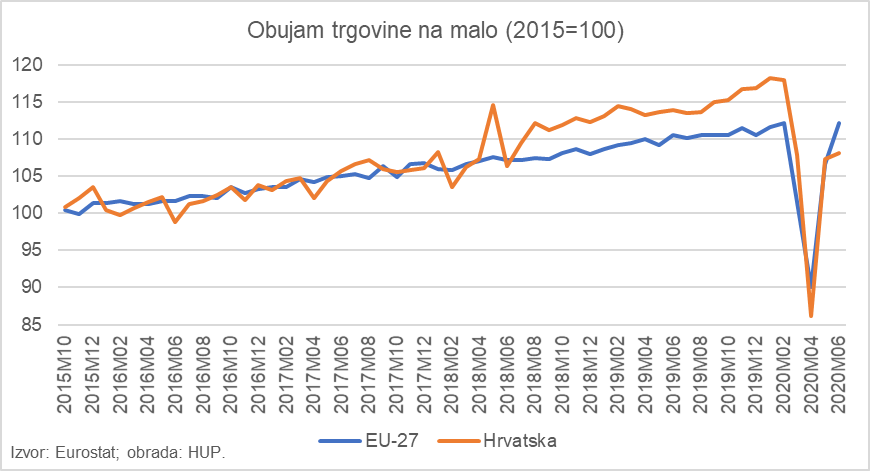 Obujam trgovine na malo (2015=100)
120
115
110
105
100
95
90
85
2015M10
2015M12
2016M02
2016M04
2016M06
2016M08
2016M10
2016M12
2017M02
2017M04
2017M06
2017M08
2017M10
2017M12
2018M02
2018M04
2018M06
2018M08
2018M10
2018M12
2019M02
2019M04
2019M06
2019M08
2019M10
2019M12
2020M02
2020M04
2020M06
EU-27
Hrvatska
Izvor: Eurostat; obrada: HUP.